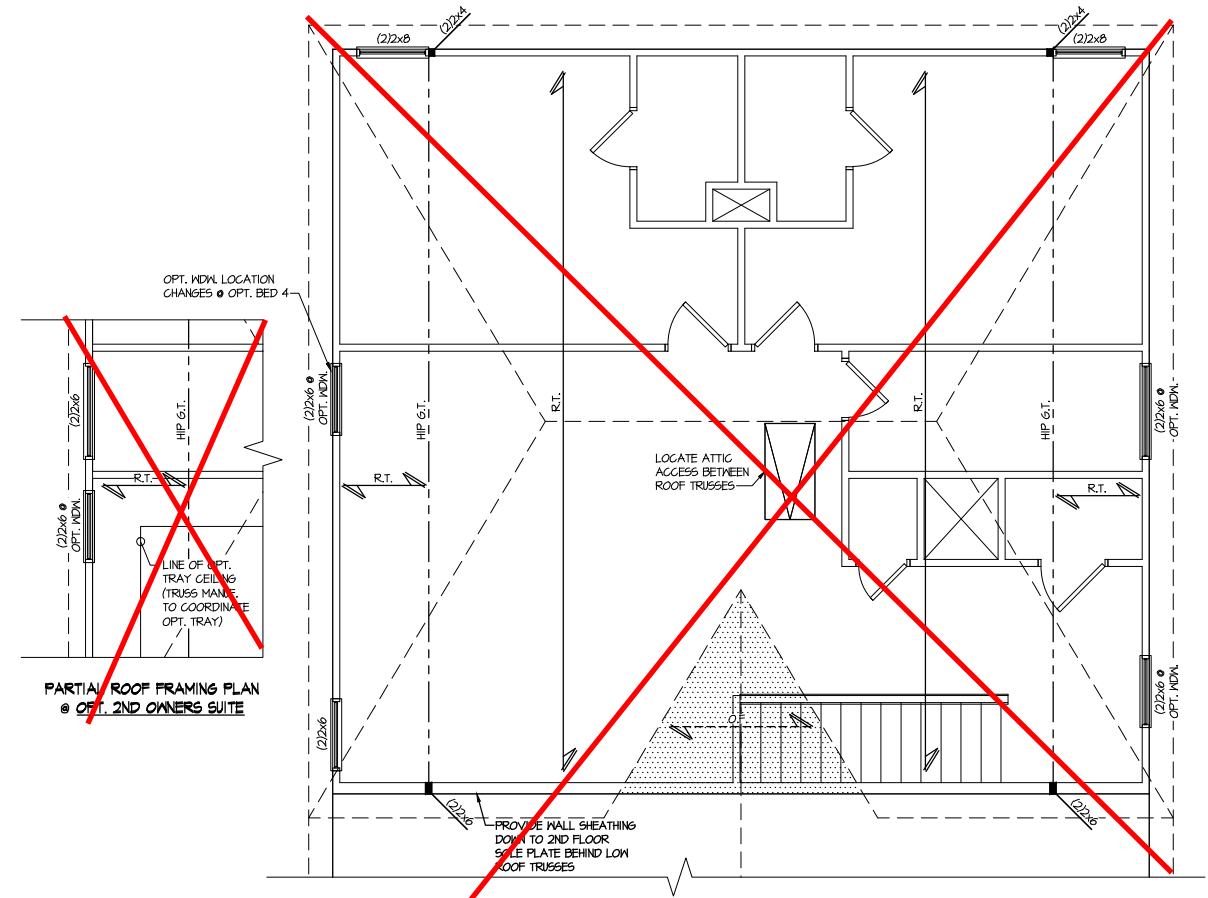 (2)2x4
(2)2x4
(2)2x8
(2)2x8
OPT. WDW. LOCATION
CHANGES @ OPT. BED 4
(2)2x6 @
OPT. WDW.
HIP G.T.
R.T.
R.T.
R.T.
HIP G.T.
(2)2x6 @
OPT. WDW.
LOCATE ATTIC
ACCESS BETWEEN
ROOF TRUSSES
R.T.
(2)2x6
HIP G.T.
R.T.
(2)2x6 @
OPT. WDW.
LINE OF OPT.
TRAY CEILING
(TRUSS MANUF.
TO COORDINATE
OPT. TRAY)
PARTIAL ROOF FRAMING PLAN
@ OPT. 2ND OWNERS SUITE
(2)2x6
O.F.
(2)2x6 @
OPT. WDW.
(2)2x6
(2)2x6
PROVIDE WALL SHEATHING
DOWN TO 2ND FLOOR
SOLE PLATE BEHIND LOW
ROOF TRUSSES